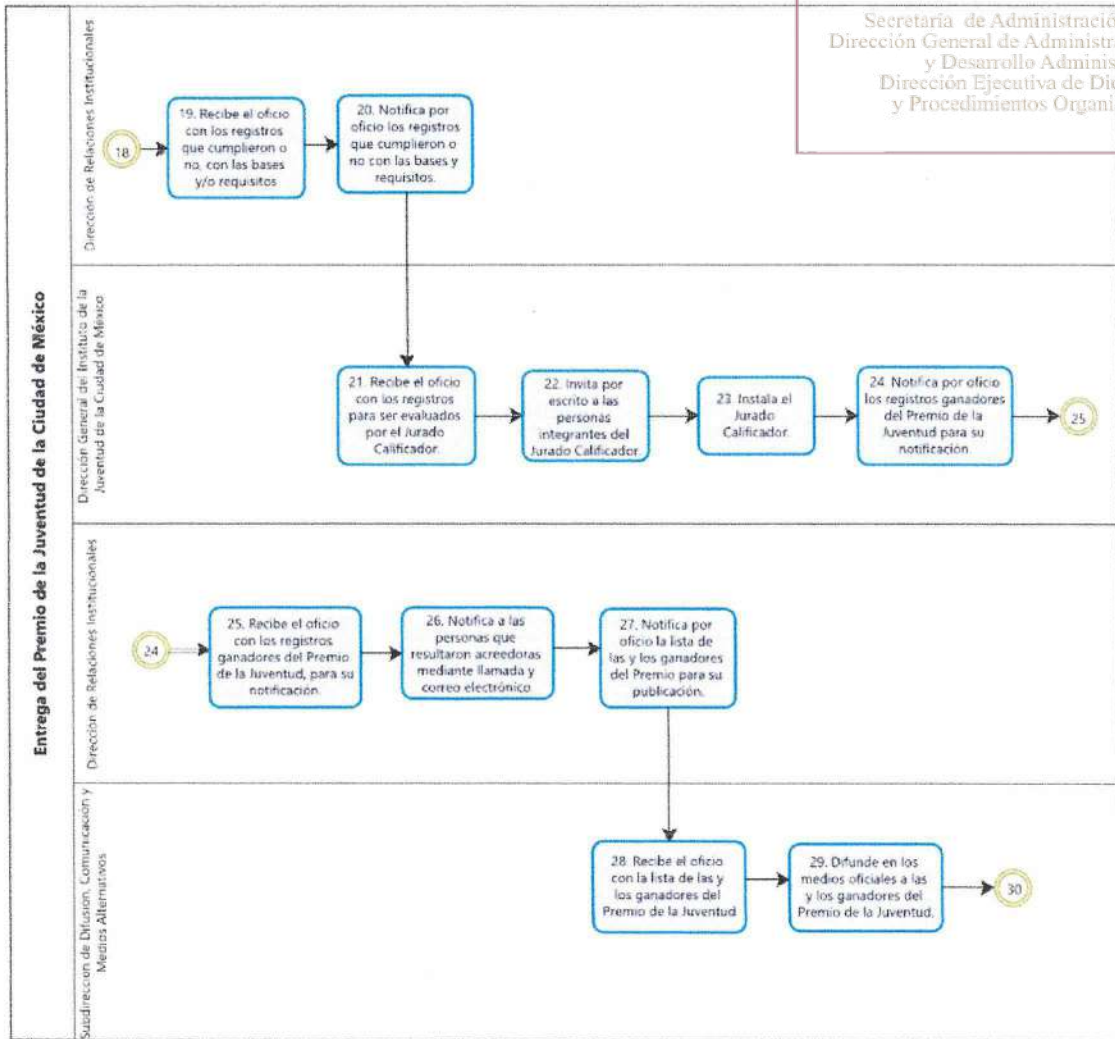 Secretaría de Administració
Dirección General de Administr
y Desarrollo Adminis
Dirección Ejecutiva de Di
y Procedimientos Organi
Entrega del Premio de la Juventud de la Ciudad de México
Dirección de Relaciones Institucionales
18
19. Recibe el oficio
con los registros
que cumplieron o
no, con las bases
y/o requisitos
20. Notifica por
oficio los registros
que cumplieron o
no con las bases y
requisitos.
Dirección General del Instituto de la
Juventud de la Ciudad de México
21. Recibe el oficio
con los registros
para ser evaluados
por el Jurado
Calificador.
22. Invita por
escrito a las
personas
integrantes del
Jurado Calificador.
23. Instala el
Jurado
Calificador.
24. Notifica por oficio
los registros ganadores
del Premio de la
Juventud para su
notificación.
25
Dirección de Relaciones Institucionales
24
25. Recibe el oficio
con los registros
ganadores del Premio
de la Juventud, para su
notificación.
26. Notifica a las
personas que
resultaron acreedoras
mediante llamada y
correo electrónico
27. Notifica por
oficio la lista de
las y los ganadores
del Premio para su
publicación.
Subdirección de Difusión, Comunicación y
Medios Alternativos
28. Recibe el oficio
con la lista de las y
los ganadores del
Premio de la Juventud
29. Difunde en los
medios oficiales a las
y los ganadores del
Premio de la Juventud.
30